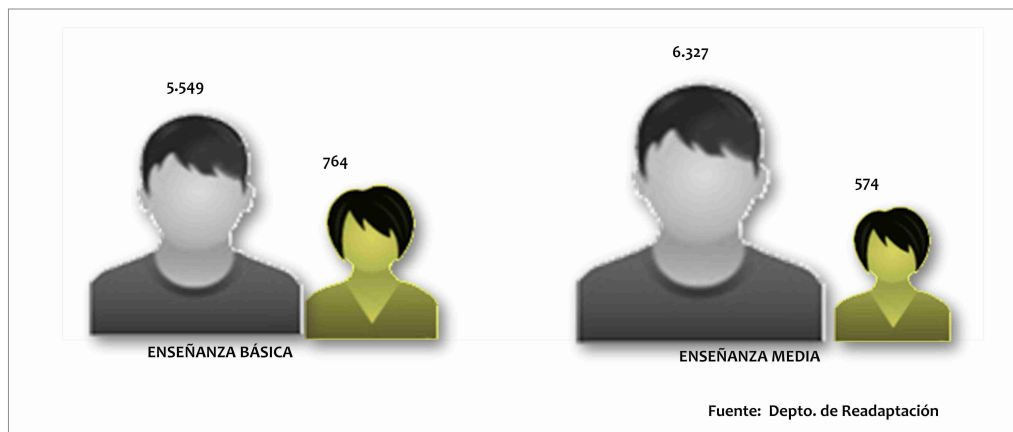 5.549
764
ENSEÑANZA BÁSICA
6.327
574
ENSEÑANZA MEDIA
Fuente: Depto. de Readaptación